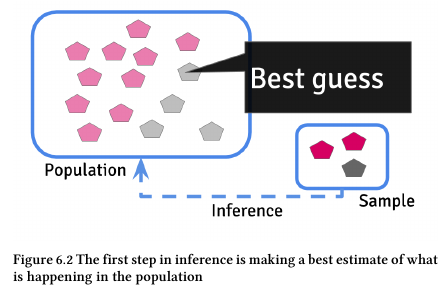 Best guess
Population
Sample
Inference
Figure 6.2 The first step in inference is making a best estimate of what
is happening in the population